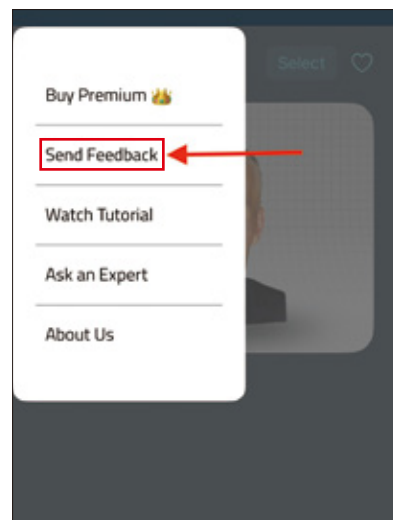 Select
Buy Premium 👑
Send Feedback
Watch Tutorial
Ask an Expert
About Us